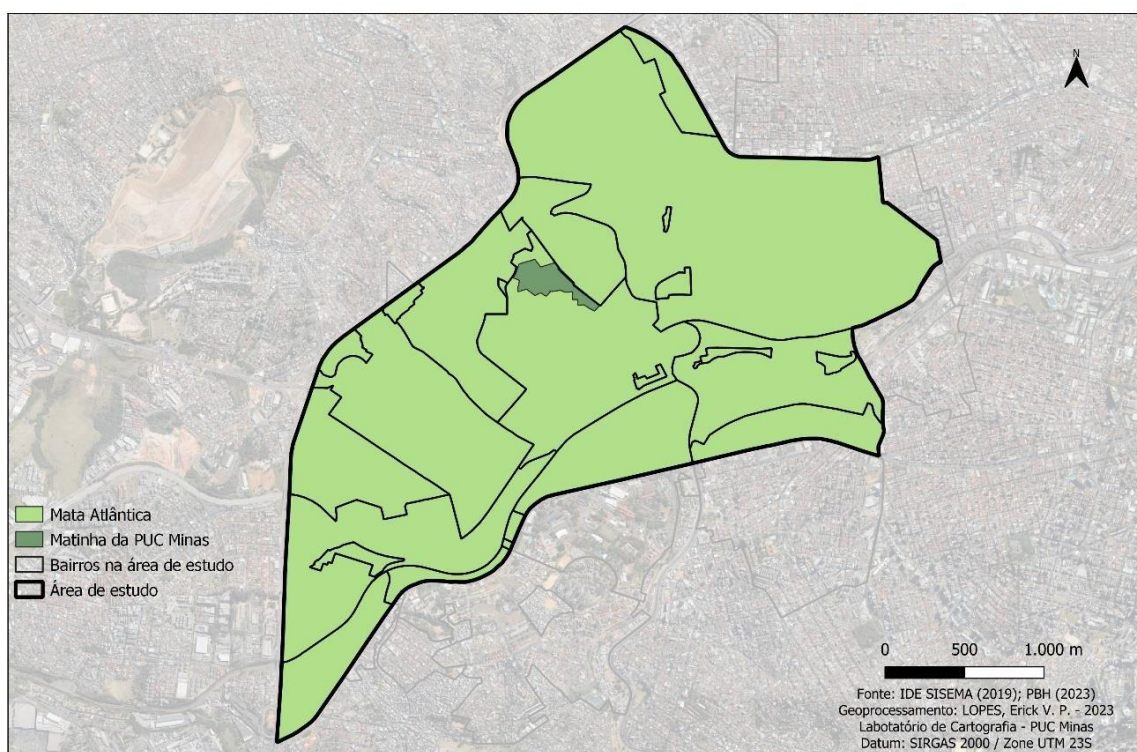 N
Mata Atlântica
Matinha da PUC Minas
Bairros na área de estudo
Área de estudo
0 500 1.000 m
Fonte: IDE SISEMA (2019); PBH (2023)
Geoprocessamento: LOPES, Erick V. P. - 2023
Labotatório de Cartografia - PUC Minas
Datum: SIRGAS 2000 / Zone UTM 23S